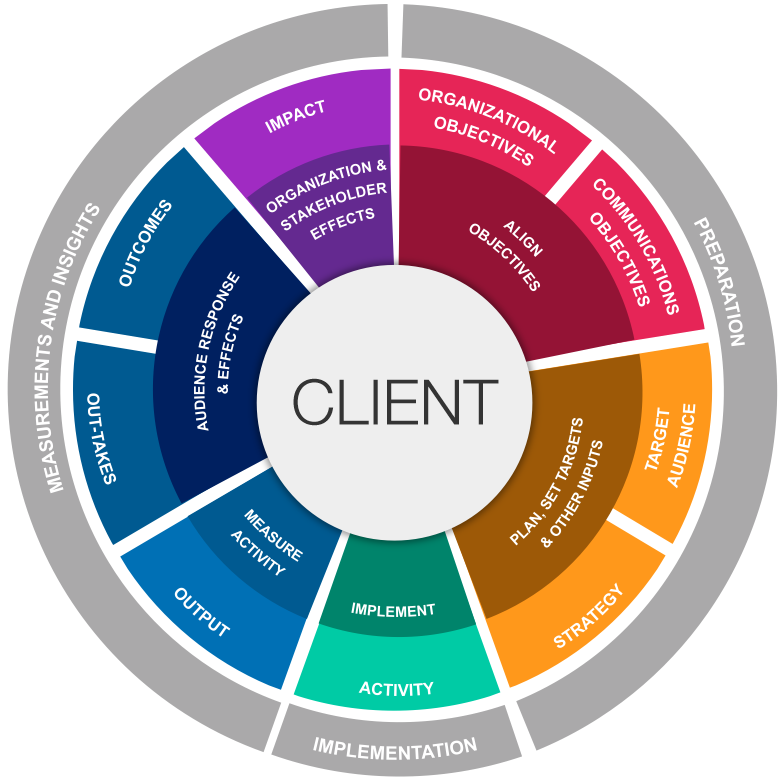 CLIENT
PREPARATION
ORGANIZATIONAL
OBJECTIVES
COMMUNICATIONS
OBJECTIVES
ALIGN
OBJECTIVES
TARGET
AUDIENCE
STRATEGY
PLAN, SET TARGETS
& OTHER INPUTS
IMPLEMENTATION
IMPLEMENT
ACTIVITY
MEASUREMENTS AND INSIGHTS
MEASURE
ACTIVITY
OUTPUT
OUT-TAKES
OUTCOMES
AUDIENCE RESPONSE
& EFFECTS
IMPACT
ORGANIZATION &
STAKEHOLDER
EFFECTS